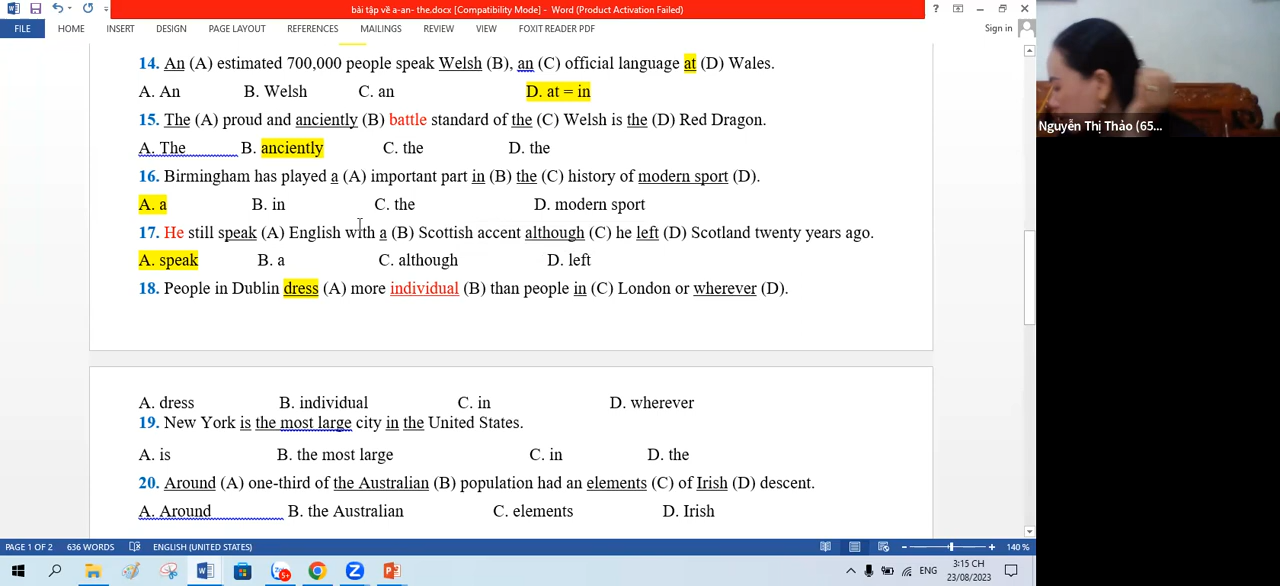 bài tập về a-an- the.docx [Compatibility Mode] - Word (Product Activation Failed)
FILE HOME INSERT DESIGN PAGE LAYOUT REFERENCES MAILINGS REVIEW VIEW FOXIT READER PDF Sign in
14. An (A) estimated 700,000 people speak Welsh (B), an (C) official language at (D) Wales.
A. An B. Welsh C. an D. at = in
15. The (A) proud and anciently (B) battle standard of the (C) Welsh is the (D) Red Dragon.
A. The B. anciently C. the D. the
16. Birmingham has played a (A) important part in (B) the (C) history of modern sport (D).
A. a B. in C. the D. modern sport
17. He still speak (A) English with a (B) Scottish accent although (C) he left (D) Scotland twenty years ago.
A. speak B. a C. although D. left
18. People in Dublin dress (A) more individual (B) than people in (C) London or wherever (D).
A. dress B. individual C. in D. wherever
19. New York is the most large city in the United States.
A. is B. the most large C. in D. the
20. Around (A) one-third of the Australian (B) population had an elements (C) of Irish (D) descent.
A. Around B. the Australian C. elements D. Irish
Nguyễn Thị Thảo (65...
PAGE 1 OF 2 636 WORDS ENGLISH (UNITED STATES) 140 %
ENG 3:15 CH
23/08/2023